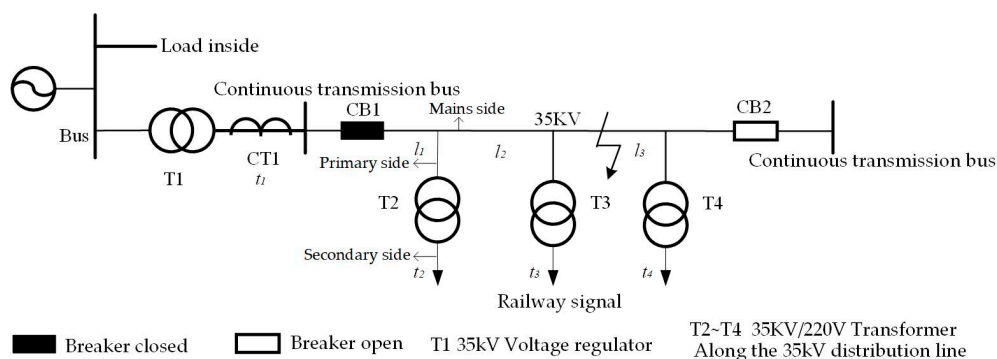 Load inside
Continuous transmission bus
CB1
Mains side
35KV
CB2
Bus
CT1
t1
T1
l1
l2
l3
Primary side
Continuous transmission bus
T2
T3
T4
Secondary side
t2
t3
t4
Railway signal
Breaker closed
Breaker open
T1 35kV Voltage regulator
T2~T4 35KV/220V Transformer
Along the 35kV distribution line